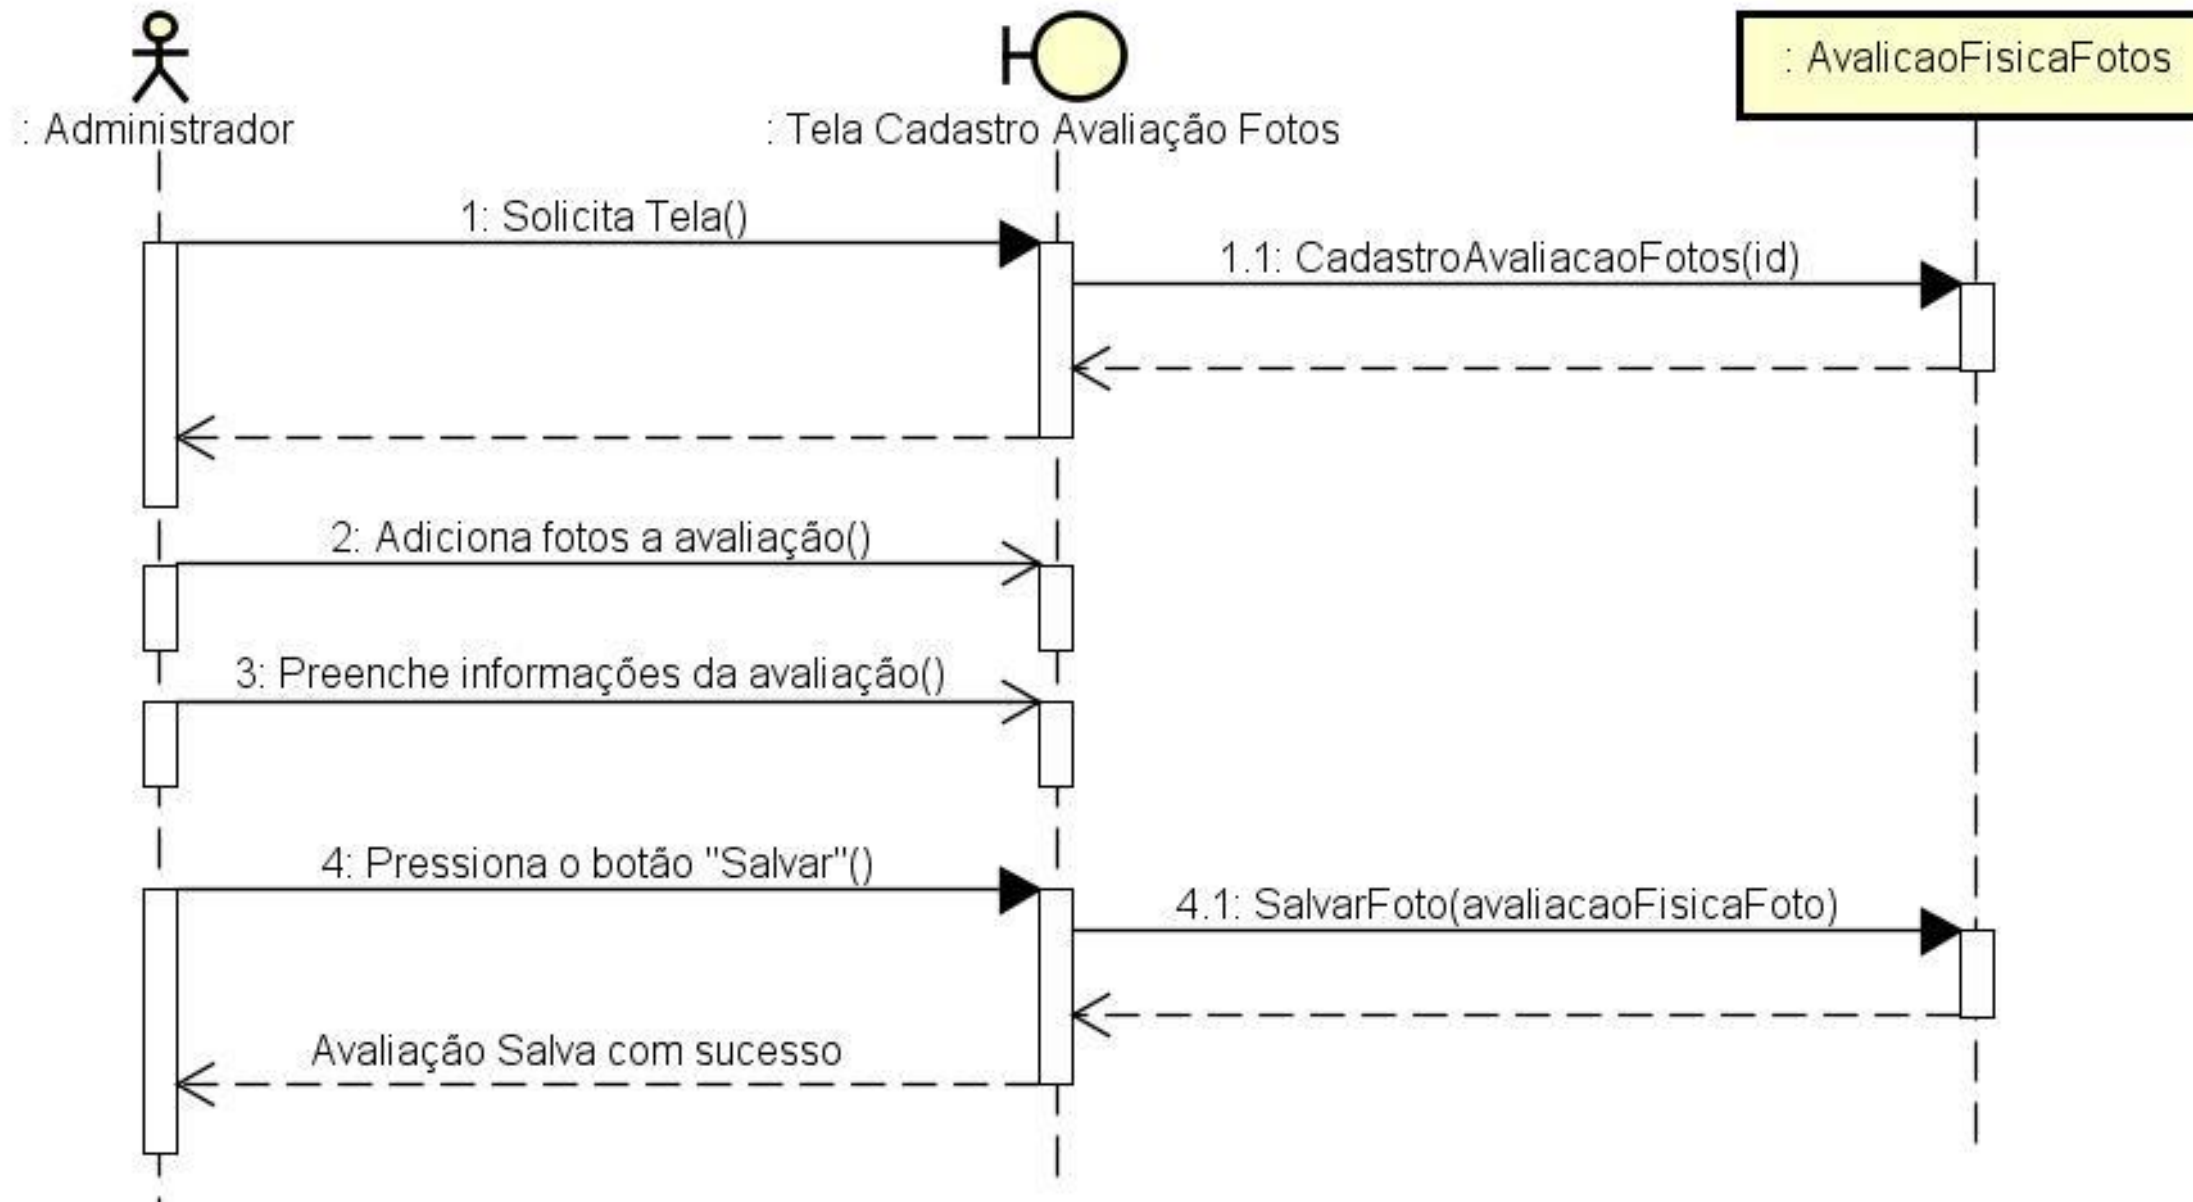 : Administrador
: Tela Cadastro Avaliação Fotos
: AvalicaoFisicaFotos
1: Solicita Tela()
1.1: CadastroAvaliacaoFotos(id)
2: Adiciona fotos a avaliação()
3: Preenche informações da avaliação()
4: Pressiona o botão "Salvar"()
4.1: SalvarFoto(avaliacaoFisicaFoto)
Avaliação Salva com sucesso